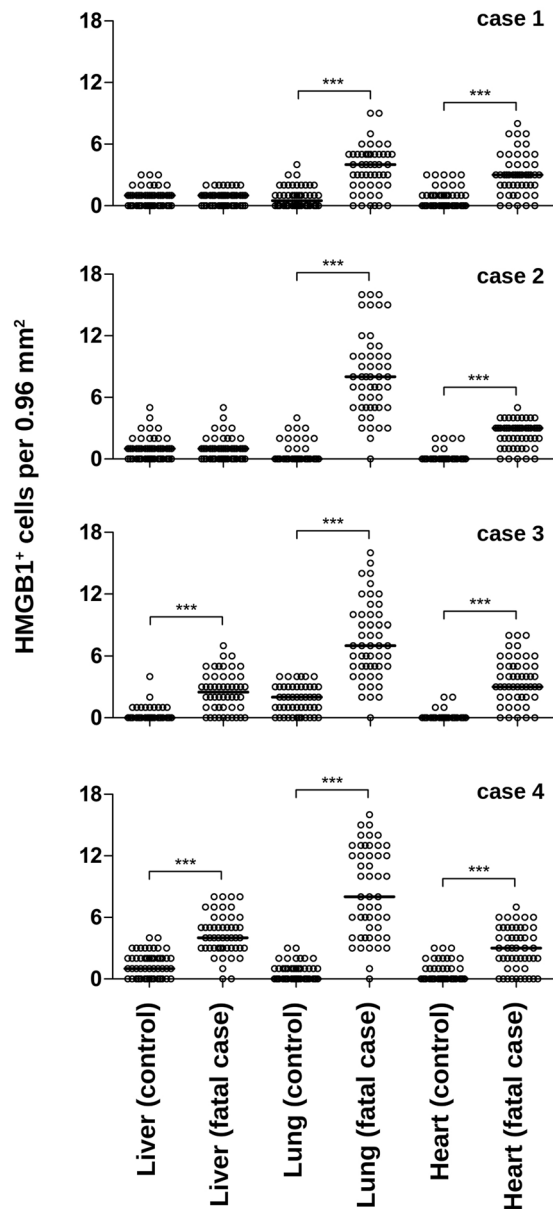 case 1
18
12
6
0
***
***
case 2
18
12
6
0
***
***
HMGB1+ cells per 0.96 mm²
case 3
18
12
6
0
***
***
***
case 4
18
12
6
0
***
***
***
Liver (control)
Liver (fatal case)
Lung (control)
Lung (fatal case)
Heart (control)
Heart (fatal case)